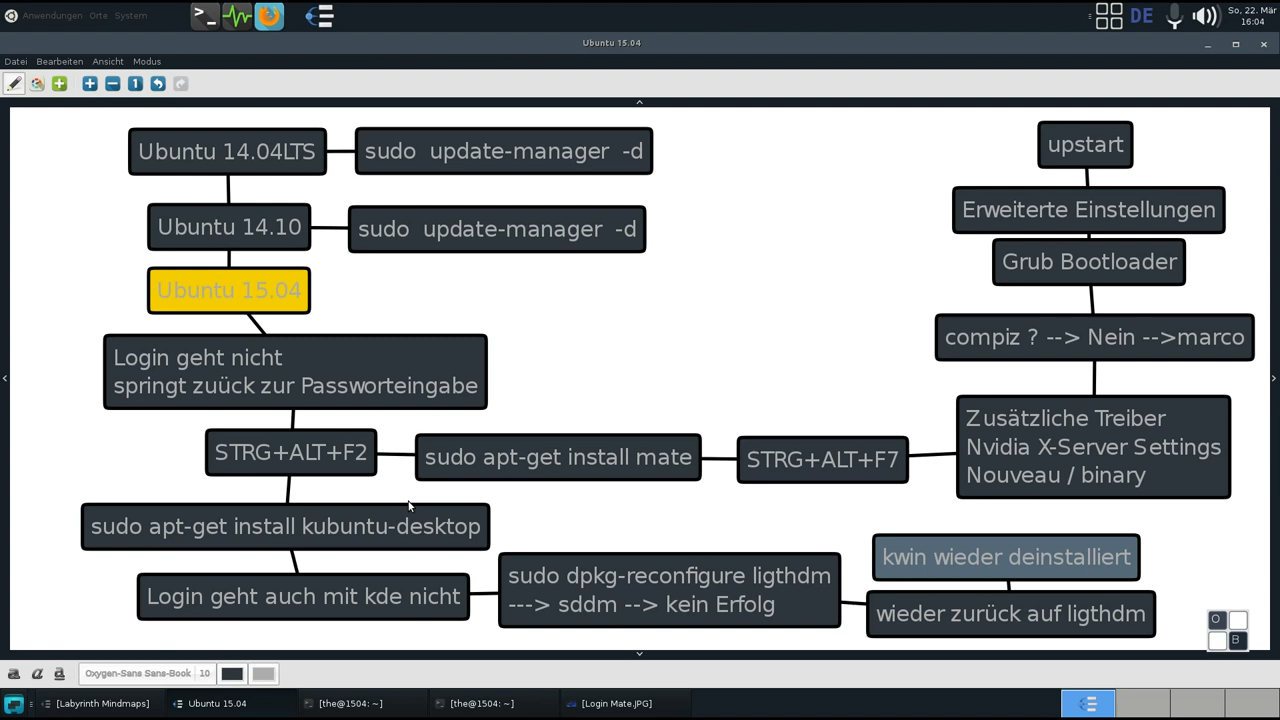 Anwendungen Orte System
DE
So, 22. Mär
16:04
Ubuntu 15.04
Datei Bearbeiten Ansicht Modus
1
Ubuntu 14.04LTS
sudo update-manager -d
upstart
Ubuntu 14.10
sudo update-manager -d
Erweiterte Einstellungen
Grub Bootloader
Ubuntu 15.04
compiz ? --> Nein -->marco
Login geht nicht
springt zuück zur Passworteingabe
Zusätzliche Treiber
Nvidia X-Server Settings
Nouveau / binary
STRG+ALT+F2
sudo apt-get install mate
STRG+ALT+F7
sudo apt-get install kubuntu-desktop
kwin wieder deinstalliert
Login geht auch mit kde nicht
sudo dpkg-reconfigure ligthdm
---> sddm --> kein Erfolg
wieder zurück auf ligthdm
O
B
a a a Oxygen-Sans Sans-Book 10
[Labyrinth Mindmaps] Ubuntu 15.04 [the@1504: ~] [the@1504: ~] [Login Mate.JPG]